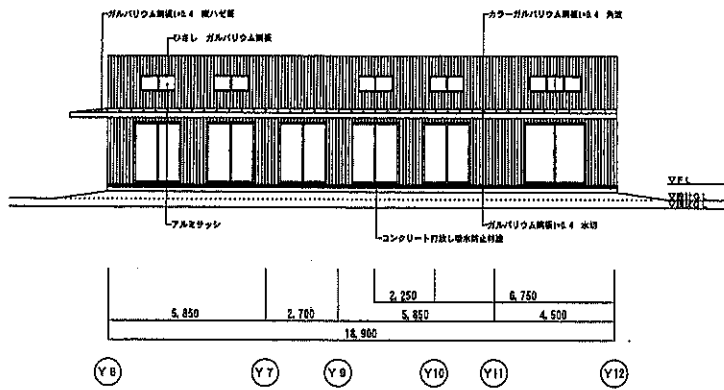 ガルバリウム鋼板t=0.4 縦ハゼ葺
カラーガルバリウム鋼板t=0.4 角波
ひさし ガルバリウム鋼板
▽FL
アルミサッシ
ガルバリウム鋼板t=0.4 水切
コンクリート打放し吸水防止材塗
2,250
6,750
5,850
2,700
5,850
4,500
18,900
Y6
Y7
Y9
Y10
Y11
Y12